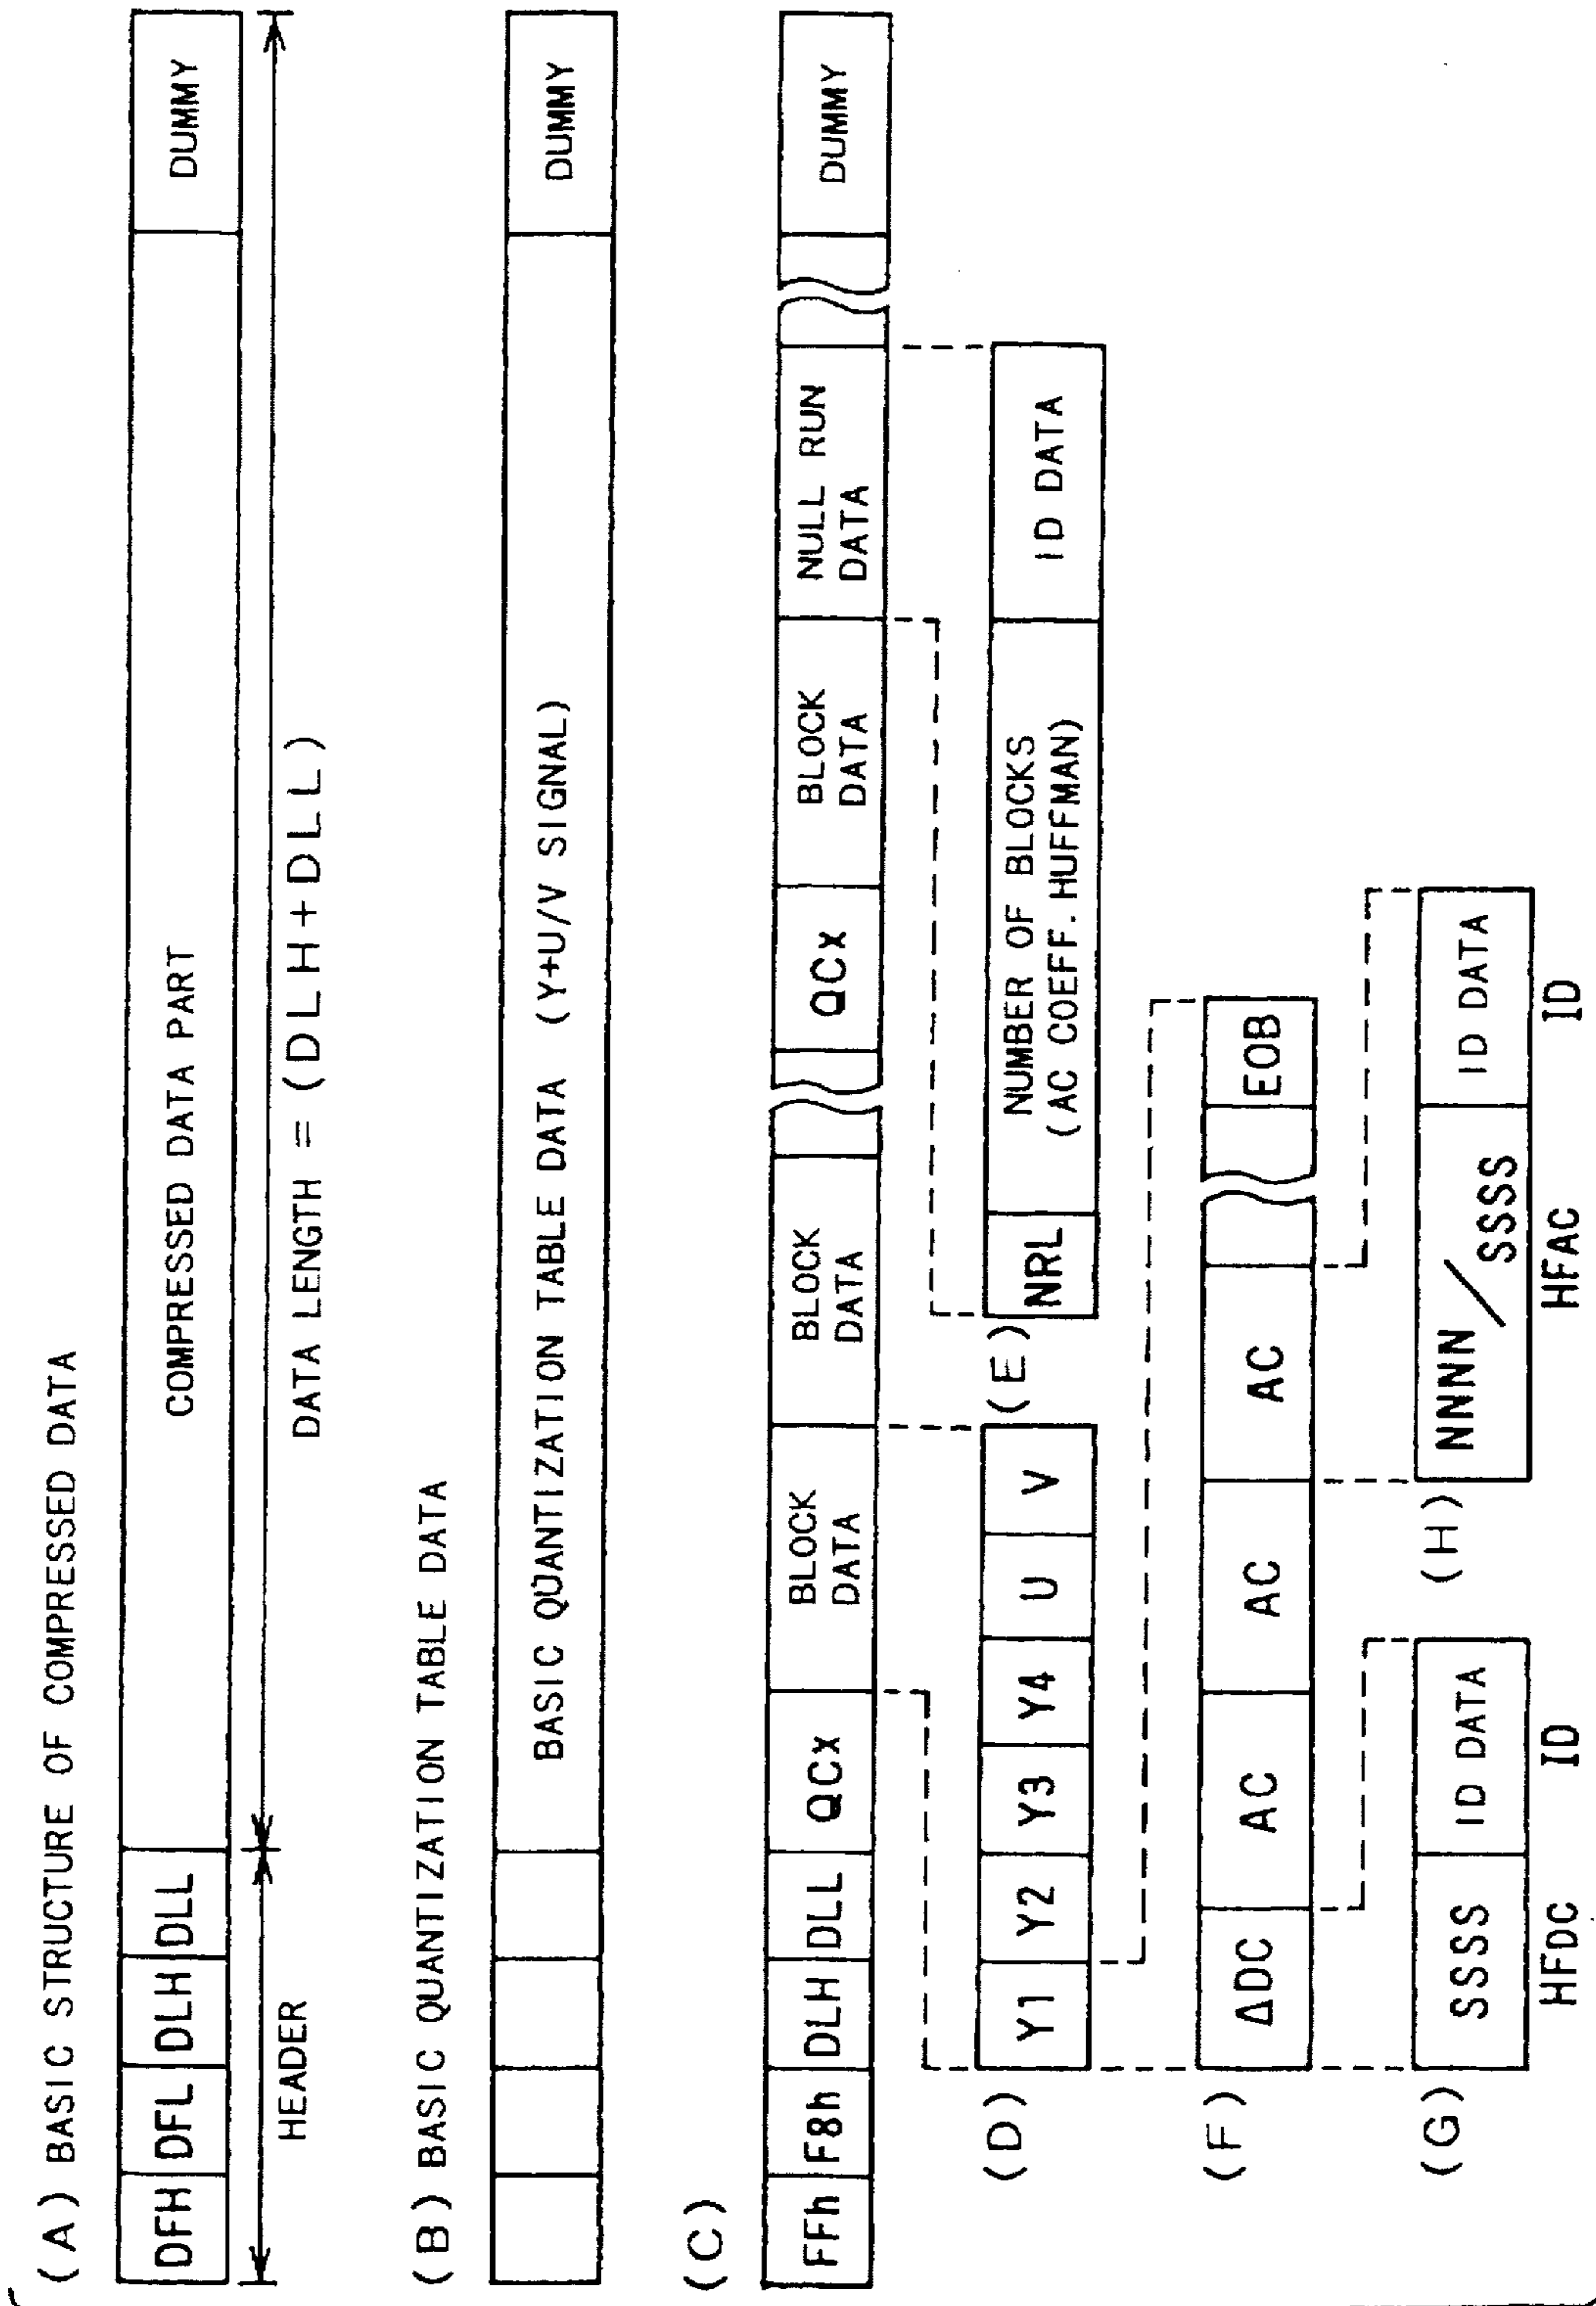 (A) BASIC STRUCTURE OF COMPRESSED DATA
DFH DFL DLH DLL COMPRESSED DATA PART DUMMY
HEADER DATA LENGTH = (DLH+DLL)
(B) BASIC QUANTIZATION TABLE DATA
BASIC QUANTIZATION TABLE DATA (Y+U/V SIGNAL) DUMMY
(C)
FFh F8h DLH DLL QCx BLOCK DATA BLOCK DATA QCx BLOCK DATA NULL RUN DATA DUMMY
(D) Y1 Y2 Y3 Y4 U V
(E) NRL NUMBER OF BLOCKS (AC COEFF. HUFFMAN) ID DATA
(F) ΔDC AC AC AC EOB
(G) SSSS ID DATA
HFDC ID
(H) NNNN/SSSS ID DATA
HFAC ID